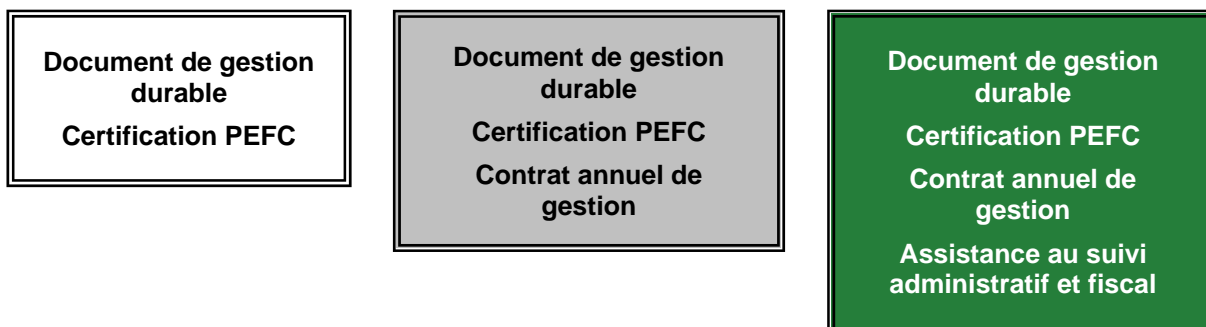 Document de gestion
durable
Certification PEFC
Document de gestion
durable
Certification PEFC
Contrat annuel de
gestion
Document de gestion
durable
Certification PEFC
Contrat annuel de
gestion
Assistance au suivi
administratif et fiscal